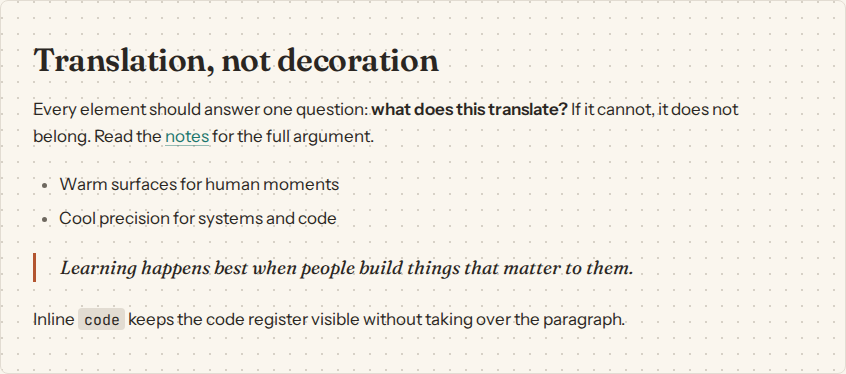 Translation, not decoration
Every element should answer one question: what does this translate? If it cannot, it does not
belong. Read the notes for the full argument.
Warm surfaces for human moments
Cool precision for systems and code
Learning happens best when people build things that matter to them.
Inline code keeps the code register visible without taking over the paragraph.